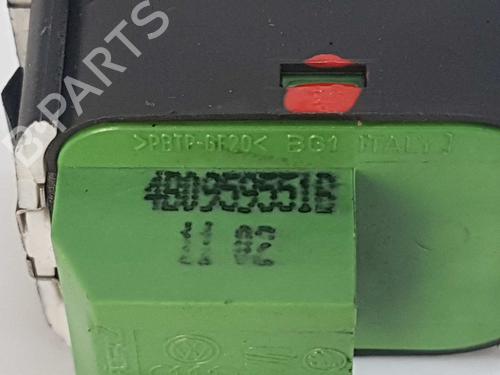 B-PARTS
>PBTP-GF20< BG1 ITALY
4B0959551B
11 02